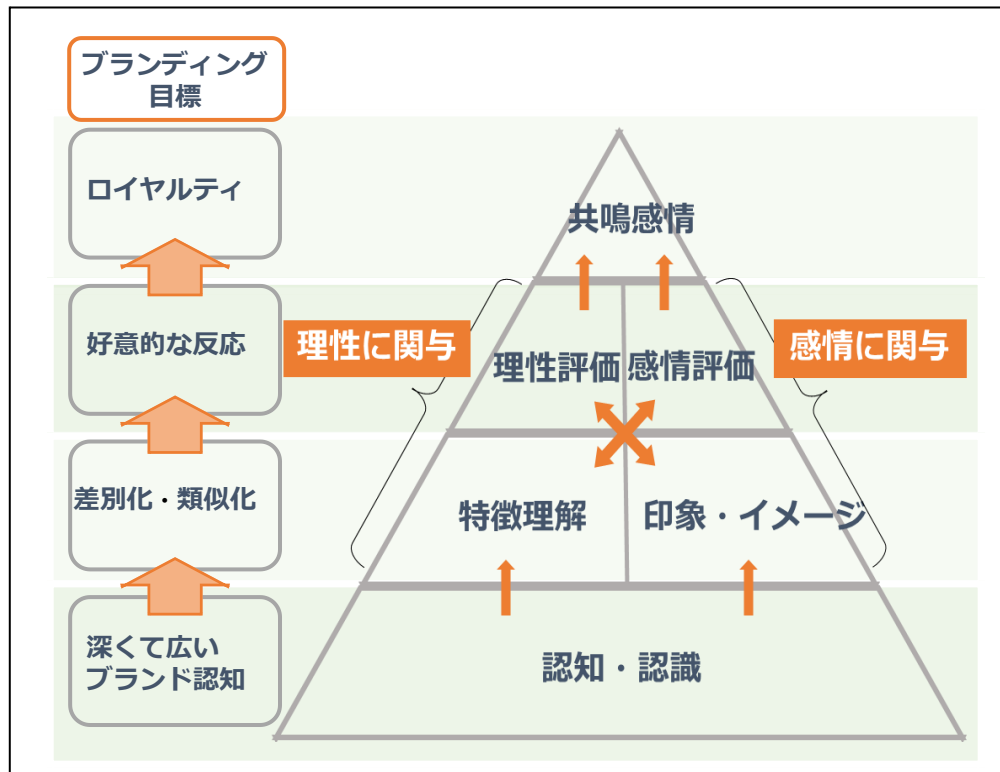 ブランディング
目標
ロイヤルティ
共鳴感情
好意的な反応
理性に関与
理性評価
感情評価
感情に関与
差別化・類似化
特徴理解
印象・イメージ
深くて広い
ブランド認知
認知・認識